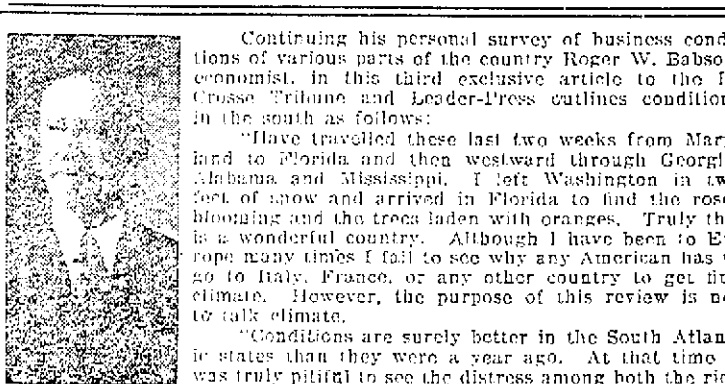 Continuing his personal survey of business condi
tions of various parts of the country Roger W. Babso
economist, in this third exclusive article to the L
Crosse Tribune and Leader-Press outlines condition
in the south as follows:
"Have travelled these last two weeks from Mary
land to Florida and then westward through Georgi
Alabama and Mississippi. I left Washington in tw
feet of snow and arrived in Florida to find the rose
blooming and the trees laden with oranges. Truly th
is a wonderful country. Although I have been to E
rope many times I fail to see why any American has t
go to Italy, France, or any other country to get fin
climate. However, the purpose of this review is n
to talk climate.
"Conditions are surely better in the South Atlan
ic states than they were a year ago. At that time
was truly pitiful to see the distress among both the ric